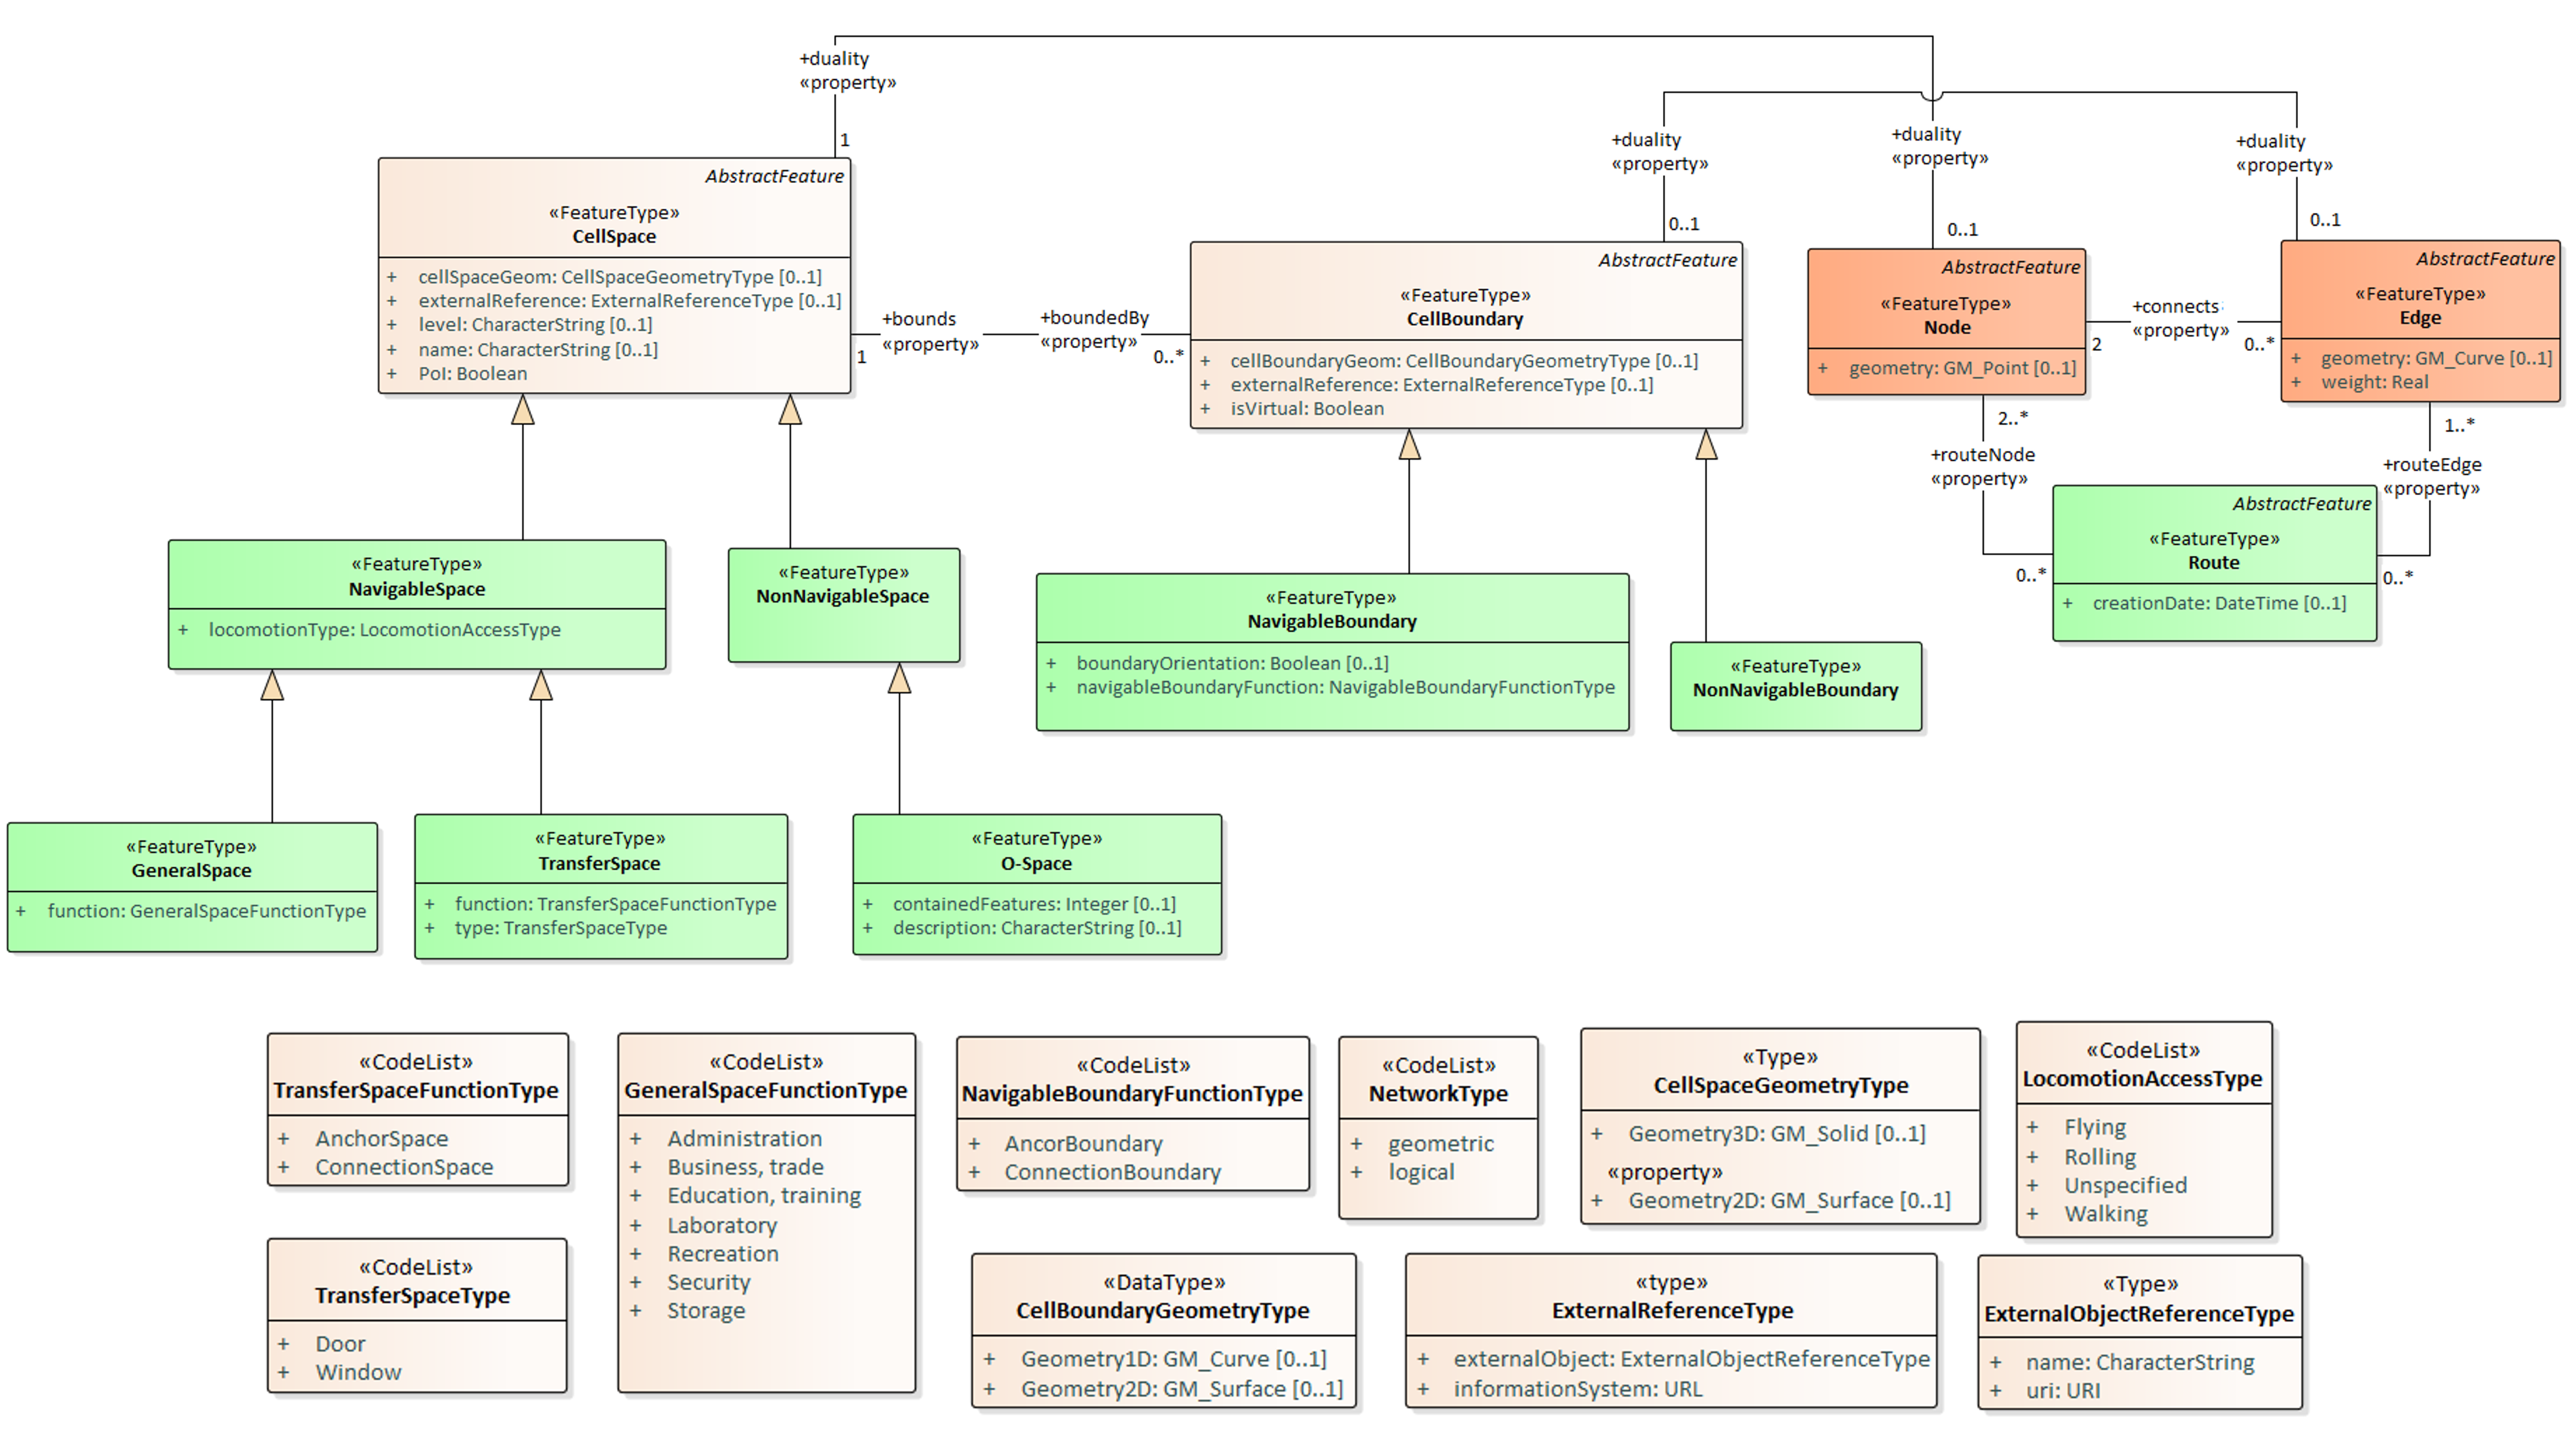 +duality
«property»
1
+duality
«property»
0..1
+duality
«property»
0..1
+duality
«property»
0..1
AbstractFeature
«FeatureType»
CellSpace
+ cellSpaceGeom: CellSpaceGeometryType [0..1]
+ externalReference: ExternalReferenceType [0..1]
+ level: CharacterString [0..1]
+ name: CharacterString [0..1]
+ PoI: Boolean
+bounds
«property»
1
+boundedBy
«property»
0..*
AbstractFeature
«FeatureType»
CellBoundary
+ cellBoundaryGeom: CellBoundaryGeometryType [0..1]
+ externalReference: ExternalReferenceType [0..1]
+ isVirtual: Boolean
AbstractFeature
«FeatureType»
Node
+ geometry: GM_Point [0..1]
+connects
«property»
2
0..*
AbstractFeature
«FeatureType»
Edge
+ geometry: GM_Curve [0..1]
+ weight: Real
2..*
+routeNode
«property»
0..*
1..*
+routeEdge
«property»
0..*
AbstractFeature
«FeatureType»
Route
+ creationDate: DateTime [0..1]
«FeatureType»
NavigableSpace
+ locomotionType: LocomotionAccessType
«FeatureType»
NonNavigableSpace
«FeatureType»
NavigableBoundary
+ boundaryOrientation: Boolean [0..1]
+ navigableBoundaryFunction: NavigableBoundaryFunctionType
«FeatureType»
NonNavigableBoundary
«FeatureType»
GeneralSpace
+ function: GeneralSpaceFunctionType
«FeatureType»
TransferSpace
+ function: TransferSpaceFunctionType
+ type: TransferSpaceType
«FeatureType»
O-Space
+ containedFeatures: Integer [0..1]
+ description: CharacterString [0..1]
«CodeList»
TransferSpaceFunctionType
+ AnchorSpace
+ ConnectionSpace
«CodeList»
GeneralSpaceFunctionType
+ Administration
+ Business, trade
+ Education, training
+ Laboratory
+ Recreation
+ Security
+ Storage
«CodeList»
NavigableBoundaryFunctionType
+ AncorBoundary
+ ConnectionBoundary
«CodeList»
NetworkType
+ geometric
+ logical
«Type»
CellSpaceGeometryType
+ Geometry3D: GM_Solid [0..1]
«property»
+ Geometry2D: GM_Surface [0..1]
«CodeList»
LocomotionAccessType
+ Flying
+ Rolling
+ Unspecified
+ Walking
«CodeList»
TransferSpaceType
+ Door
+ Window
«DataType»
CellBoundaryGeometryType
+ Geometry1D: GM_Curve [0..1]
+ Geometry2D: GM_Surface [0..1]
«type»
ExternalReferenceType
+ externalObject: ExternalObjectReferenceType
+ informationSystem: URL
«Type»
ExternalObjectReferenceType
+ name: CharacterString
+ uri: URI